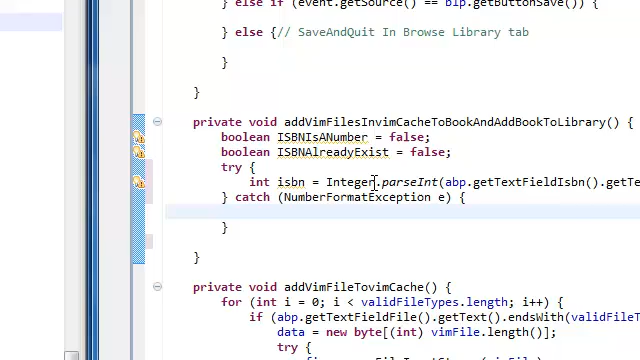 } else if (event.getSource() == blp.getButtonSave()) {
} else {// SaveAndQuit In Browse Library tab
}
}
private void addVimFilesInvimCacheToBookAndAddBookToLibrary() {
boolean ISBNIsANumber = false;
boolean ISBNAlreadyExist = false;
try {
int isbn = Integer.parseInt(abp.getTextFieldIsbn().getTe
} catch (NumberFormatException e) {
}
}
private void addVimFileTovimCache() {
for (int i = 0; i < validFileTypes.length; i++) {
if (abp.getTextFieldFile().getText().endsWith(validFileT
data = new byte[(int) vimFile.length()];
try {